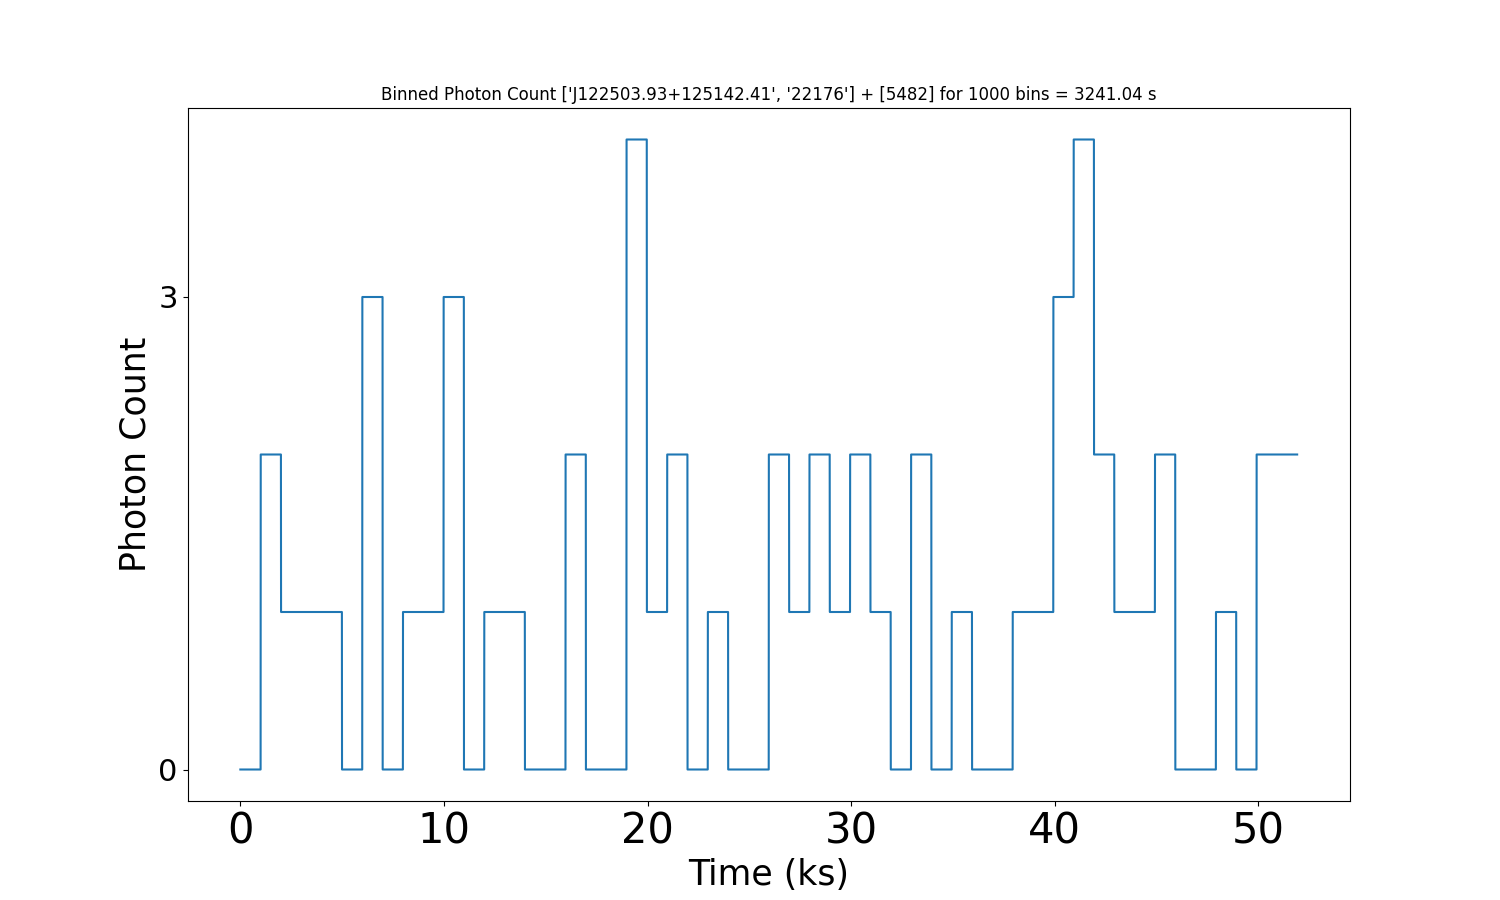 Binned Photon Count ['J122503.93+125142.41', '22176'] + [5482] for 1000 bins = 3241.04 s
3
0
Photon Count
0 10 20 30 40 50
Time (ks)